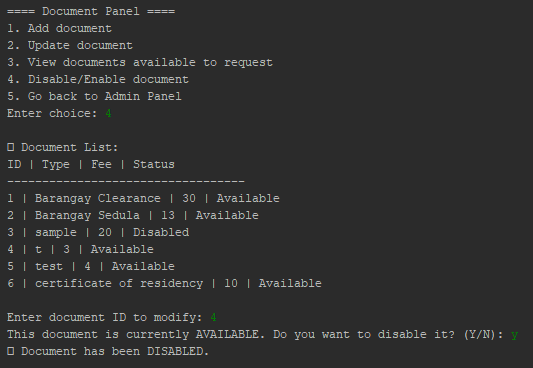 ==== Document Panel ====
1. Add document
2. Update document
3. View documents available to request
4. Disable/Enable document
5. Go back to Admin Panel
Enter choice: 4
▯ Document List:
ID | Type | Fee | Status
----------------------------------
1 | Barangay Clearance | 30 | Available
2 | Barangay Sedula | 13 | Available
3 | sample | 20 | Disabled
4 | t | 3 | Available
5 | test | 4 | Available
6 | certificate of residency | 10 | Available
Enter document ID to modify: 4
This document is currently AVAILABLE. Do you want to disable it? (Y/N): y
▯ Document has been DISABLED.